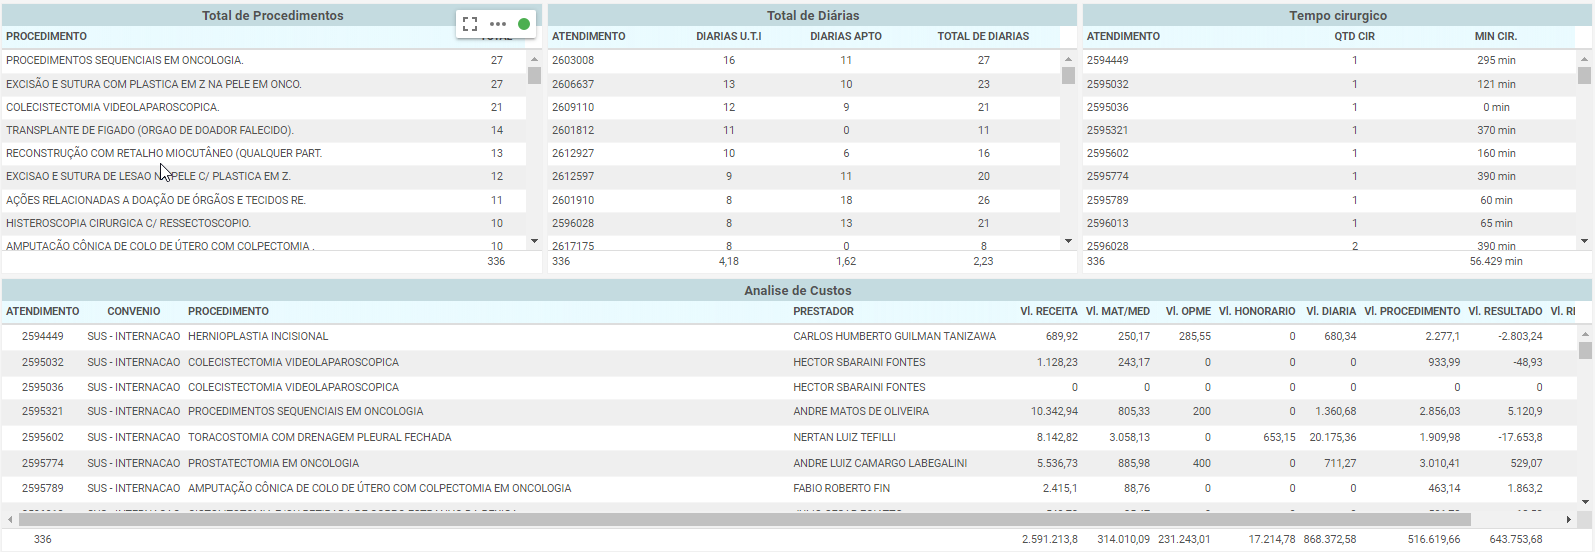 Total de Procedimentos
PROCEDIMENTO TOTAL
PROCEDIMENTOS SEQUENCIAIS EM ONCOLOGIA. 27
EXCISÃO E SUTURA COM PLASTICA EM Z NA PELE EM ONCO. 27
COLECISTECTOMIA VIDEOLAPAROSCOPICA. 21
TRANSPLANTE DE FIGADO (ORGAO DE DOADOR FALECIDO). 14
RECONSTRUÇÃO COM RETALHO MIOCUTÂNEO (QUALQUER PART. 13
EXCISAO E SUTURA DE LESAO N PELE C/ PLASTICA EM Z. 12
AÇÕES RELACIONADAS A DOAÇÃO DE ÓRGÃOS E TECIDOS RE. 11
HISTEROSCOPIA CIRURGICA C/ RESSECTOSCOPIO. 10
AMPUTAÇÃO CÔNICA DE COLO DE ÚTERO COM COLPECTOMIA . 10
336
Total de Diárias
ATENDIMENTO DIARIAS U.T.I DIARIAS APTO TOTAL DE DIARIAS
2603008 16 11 27
2606637 13 10 23
2609110 12 9 21
2601812 11 0 11
2612927 10 6 16
2612597 9 11 20
2601910 8 18 26
2596028 8 13 21
2617175 8 0 8
336 4,18 1,62 2,23
Tempo cirurgico
ATENDIMENTO QTD CIR MIN CIR.
2594449 1 295 min
2595032 1 121 min
2595036 1 0 min
2595321 1 370 min
2595602 1 160 min
2595774 1 390 min
2595789 1 60 min
2596013 1 65 min
2596028 2 390 min
336 56.429 min
Analise de Custos
ATENDIMENTO CONVENIO PROCEDIMENTO PRESTADOR Vl. RECEITA Vl. MAT/MED Vl. OPME Vl. HONORARIO Vl. DIARIA Vl. PROCEDIMENTO Vl. RESULTADO Vl. RI
2594449 SUS - INTERNACAO HERNIOPLASTIA INCISIONAL CARLOS HUMBERTO GUILMAN TANIZAWA 689,92 250,17 285,55 0 680,34 2.277,1 -2.803,24
2595032 SUS - INTERNACAO COLECISTECTOMIA VIDEOLAPAROSCOPICA HECTOR SBARAINI FONTES 1.128,23 243,17 0 0 0 933,99 -48,93
2595036 SUS - INTERNACAO COLECISTECTOMIA VIDEOLAPAROSCOPICA HECTOR SBARAINI FONTES 0 0 0 0 0 0 0
2595321 SUS - INTERNACAO PROCEDIMENTOS SEQUENCIAIS EM ONCOLOGIA ANDRE MATOS DE OLIVEIRA 10.342,94 805,33 200 0 1.360,68 2.856,03 5.120,9
2595602 SUS - INTERNACAO TORACOSTOMIA COM DRENAGEM PLEURAL FECHADA NERTAN LUIZ TEFILLI 8.142,82 3.058,13 0 653,15 20.175,36 1.909,98 -17.653,8
2595774 SUS - INTERNACAO PROSTATECTOMIA EM ONCOLOGIA ANDRE LUIZ CAMARGO LABEGALINI 5.536,73 885,98 400 0 711,27 3.010,41 529,07
2595789 SUS - INTERNACAO AMPUTAÇÃO CÔNICA DE COLO DE ÚTERO COM COLPECTOMIA EM ONCOLOGIA FABIO ROBERTO FIN 2.415,1 88,76 0 0 0 463,14 1.863,2
336 2.591.213,8 314.010,09 231.243,01 17.214,78 868.372,58 516.619,66 643.753,68